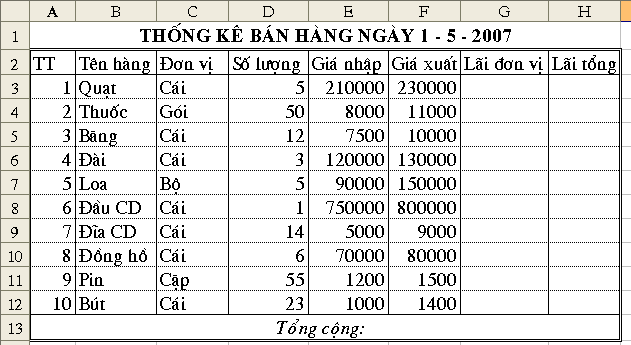 A B C D E F G H
1 THỐNG KÊ BÁN HÀNG NGÀY 1 - 5 - 2007
2 TT Tên hàng Đơn vị Số lượng Giá nhập Giá xuất Lãi đơn vị Lãi tổng
3 1 Quạt Cái 5 210000 230000
4 2 Thuốc Gói 50 8000 11000
5 3 Băng Cái 12 7500 10000
6 4 Đài Cái 3 120000 130000
7 5 Loa Bộ 5 90000 150000
8 6 Đầu CD Cái 1 750000 800000
9 7 Đĩa CD Cái 14 5000 9000
10 8 Đồng hồ Cái 6 70000 80000
11 9 Pin Cặp 55 1200 1500
12 10 Bút Cái 23 1000 1400
13 Tổng cộng: